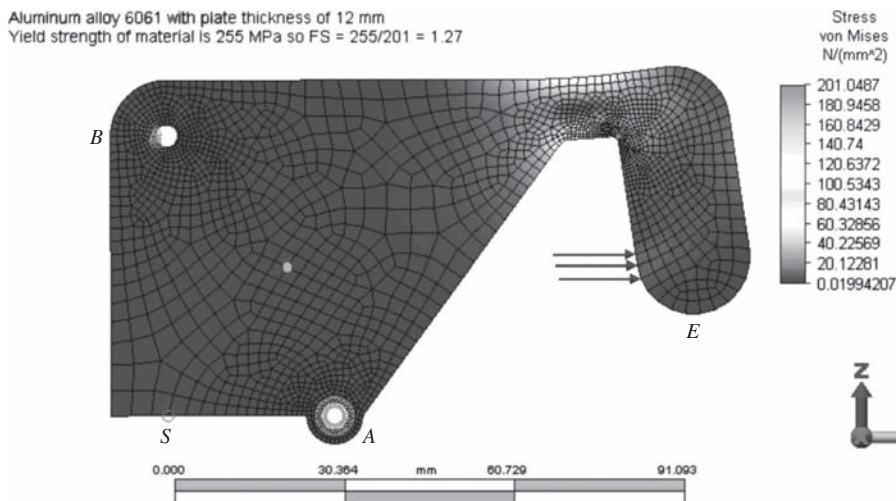 Aluminum alloy 6061 with plate thickness of 12 mm
Yield strength of material is 255 MPa so FS = 255/201 = 1.27
Stress
von Mises
N/(mm^2)
201.0487
180.9458
160.8429
140.74
120.6372
100.5343
80.43143
60.32856
40.22569
20.12281
0.01994207
B
E
S
A
Z
0.000
30.364
mm
60.729
91.093